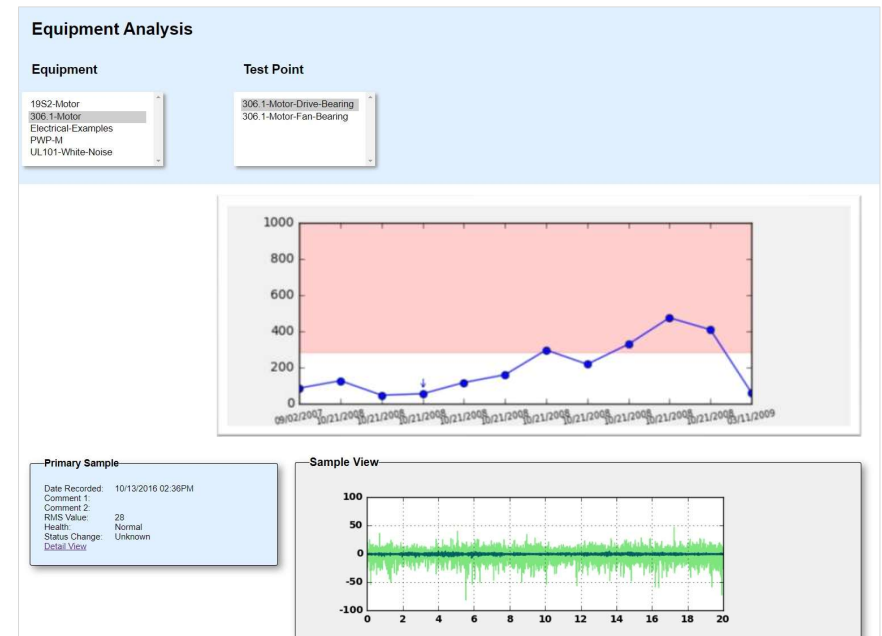 Equipment Analysis
Equipment
Test Point
19S2-Motor
306.1-Motor
Electrical-Examples
PWP-M
UL101-White-Noise
306.1-Motor-Drive-Bearing
306.1-Motor-Fan-Bearing
1000
800
600
400
200
0
09/02/2007 10/21/2008 10/21/2008 10/21/2008 10/21/2008 10/21/2008 10/21/2008 10/21/2008 10/21/2008 10/21/2008 10/21/2008 03/11/2009
Primary Sample
Date Recorded: 10/13/2016 02:36PM
Comment 1:
Comment 2:
RMS Value: 28
Health: Normal
Status Change: Unknown
Detail View
Sample View
100
50
0
-50
-100
0 2 4 6 8 10 12 14 16 18 20